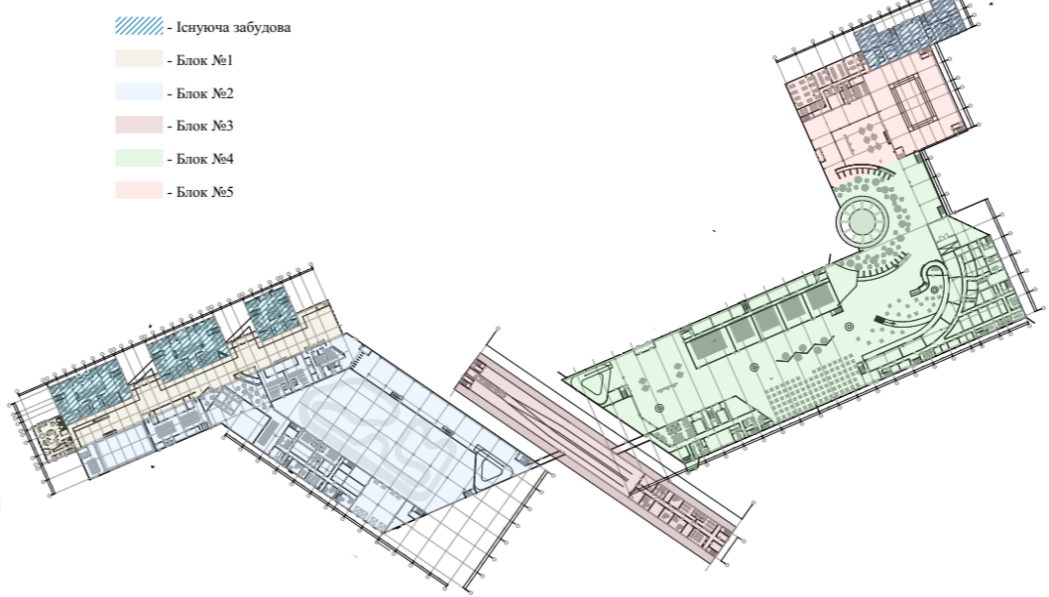 - Існуюча забудова
- Блок №1
- Блок №2
- Блок №3
- Блок №4
- Блок №5